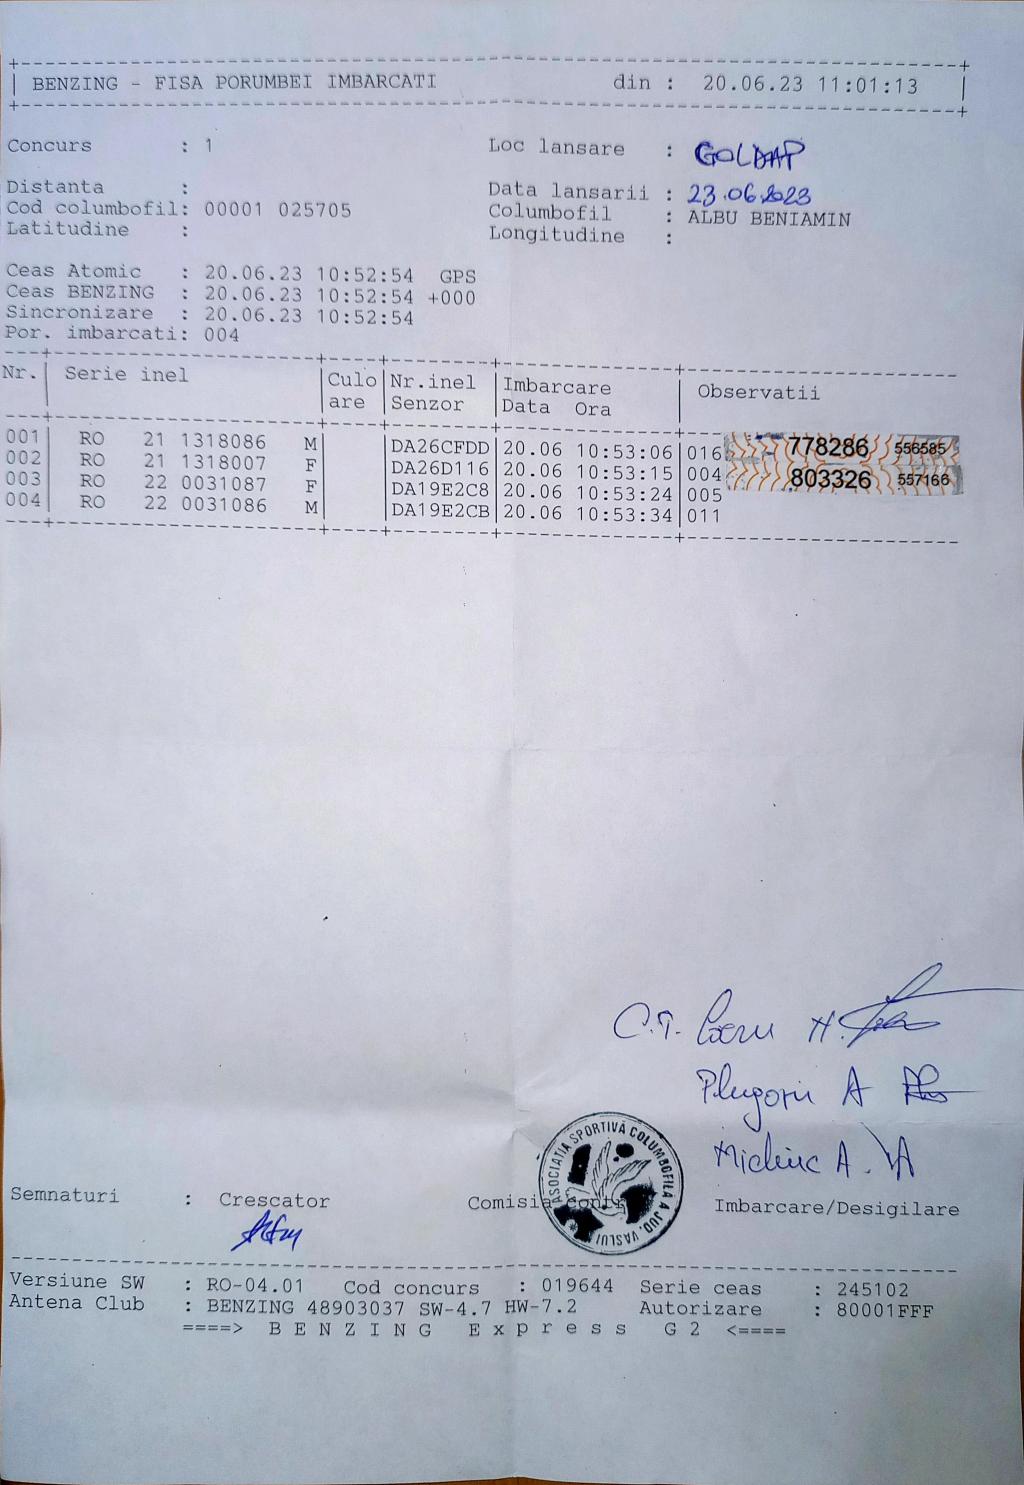 BENZING - FISA PORUMBEI IMBARCATI din : 20.06.23 11:01:13
Concurs : 1 Loc lansare : GOLDAP
Distanta : Data lansarii : 23.06.2023
Cod columbofil: 00001 025705 Columbofil : ALBU BENIAMIN
Latitudine : Longitudine :
Ceas Atomic : 20.06.23 10:52:54 GPS
Ceas BENZING : 20.06.23 10:52:54 +000
Sincronizare : 20.06.23 10:52:54
Por. imbarcati: 004
Nr. Serie inel Culo Nr.inel Imbarcare Observatii
are Senzor Data Ora
001 RO 21 1318086 M DA26CFDD 20.06 10:53:06 016 778286 556585
002 RO 21 1318007 F DA26D116 20.06 10:53:15 004 803326 557166
003 RO 22 0031087 F DA19E2C8 20.06 10:53:24 005
004 RO 22 0031086 M DA19E2CB 20.06 10:53:34 011
C.T.
Plugoru A
A.
ASOCIATIA SPORTIVĂ COLUMBOFILA A JUD. VASLUI
Semnaturi : Crescator Comisia contr Imbarcare/Desigilare
Versiune SW : RO-04.01 Cod concurs : 019644 Serie ceas : 245102
Antena Club : BENZING 48903037 SW-4.7 HW-7.2 Autorizare : 80001FFF
====> B E N Z I N G E x p r e s s G 2 <====